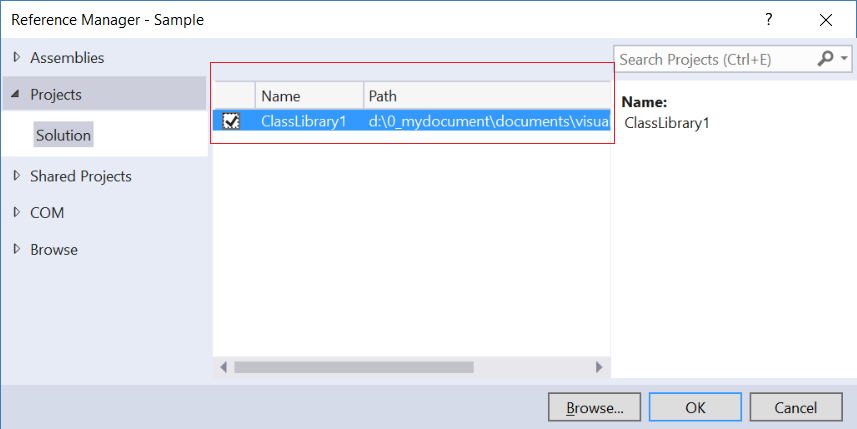 Reference Manager - Sample
?
Assemblies
Projects
Solution
Shared Projects
COM
Browse
Name Path
ClassLibrary1 d:\0_mydocument\documents\visua
Search Projects (Ctrl+E)
Name:
ClassLibrary1
Browse... OK Cancel